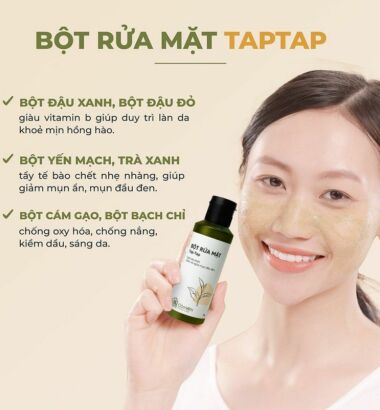 BỘT RỬA MẶT TAPTAP
BỘT ĐẬU XANH, BỘT ĐẬU ĐỎ
giàu vitamin b giúp duy trì làn da
khoẻ mịn hồng hào.
BỘT YẾN MẠCH, TRÀ XANH
tẩy tế bào chết nhẹ nhàng, giúp
giảm mụn ẩn, mụn đầu đen.
BỘT CÁM GẠO, BỘT BẠCH CHỈ
chống oxy hóa, chống nắng,
kiềm dầu, sáng da.
BỘT RỬA MẶT
Tap Tap